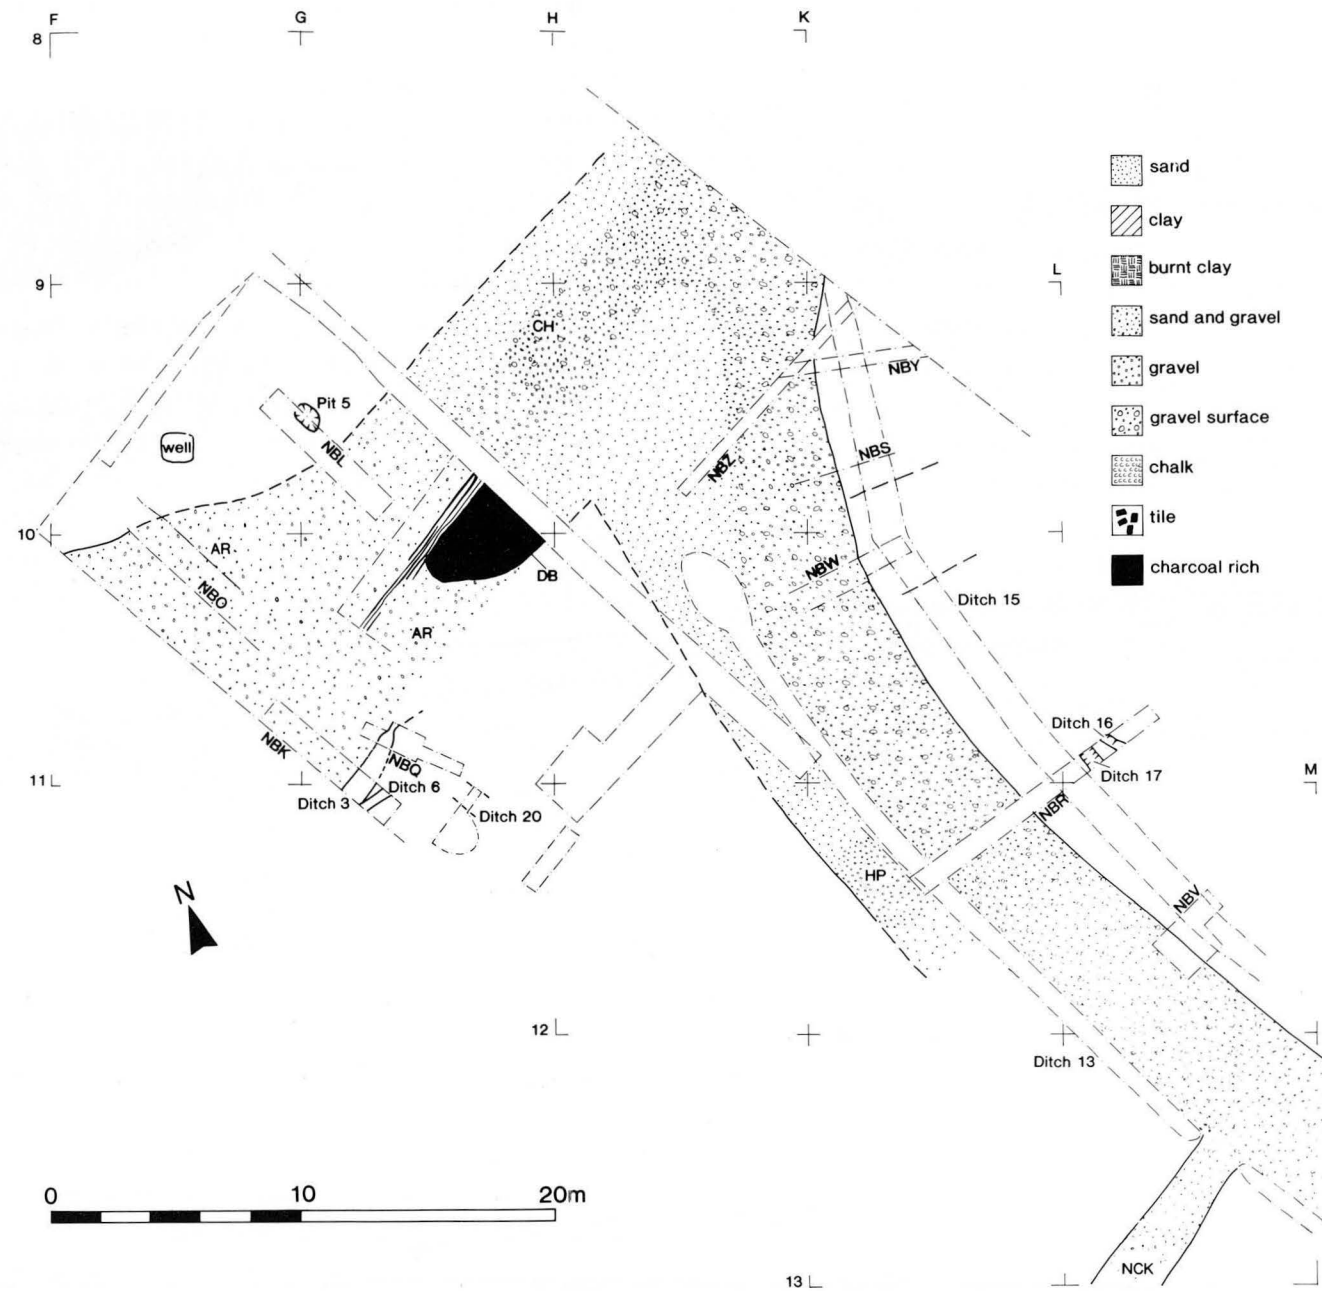 F G H K
8
sand
clay
burnt clay
sand and gravel
gravel
gravel surface
chalk
tile
charcoal rich
L
9
CH
NBY
Pit 5
well
NBL
NBZ
NBS
10
AR
NBO
DB
NBW
Ditch 15
AR
NBK
NBQ
Ditch 16
Ditch 17
M
11
Ditch 3
Ditch 6
Ditch 20
NBR
HP
NBV
N
12
Ditch 13
0 10 20m
NCK
13